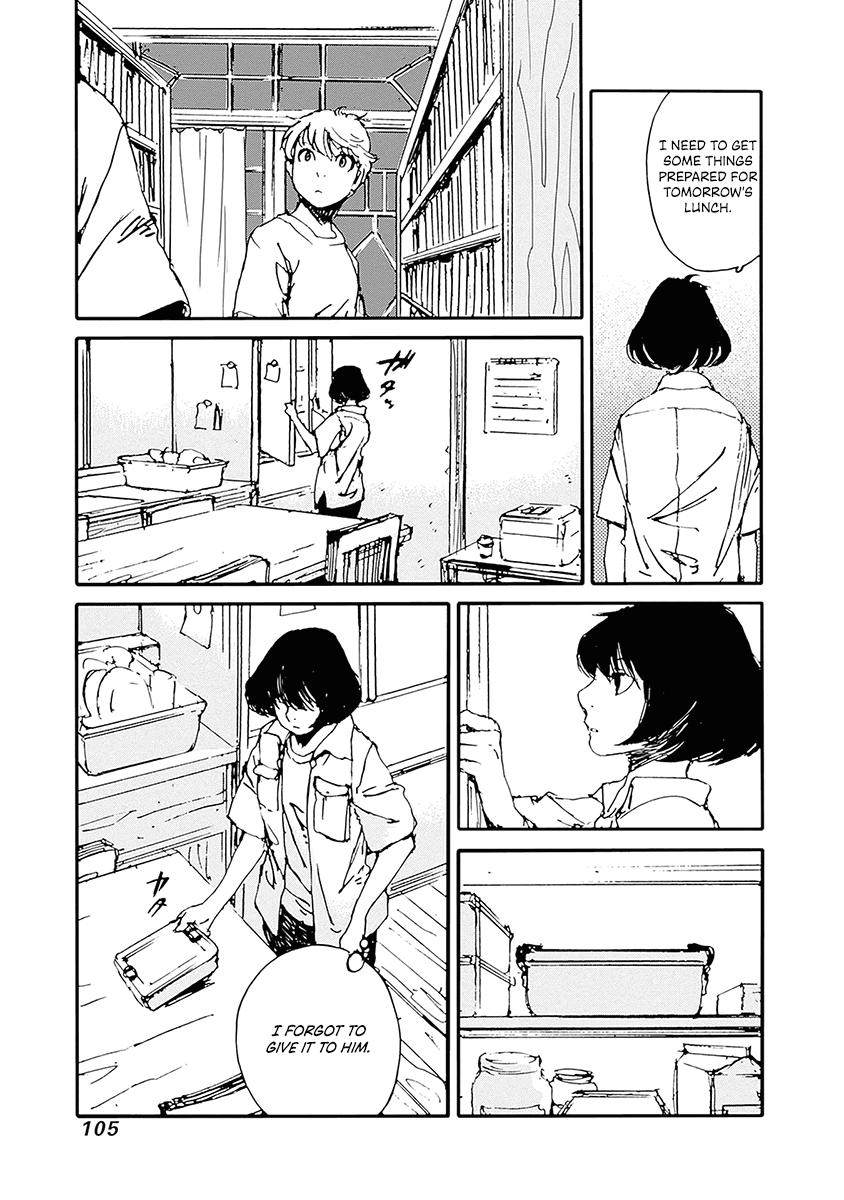 I NEED TO GET
SOME THINGS
PREPARED FOR
TOMORROW'S
LUNCH.
ガタッ
カタ
I FORGOT TO
GIVE IT TO HIM.
105